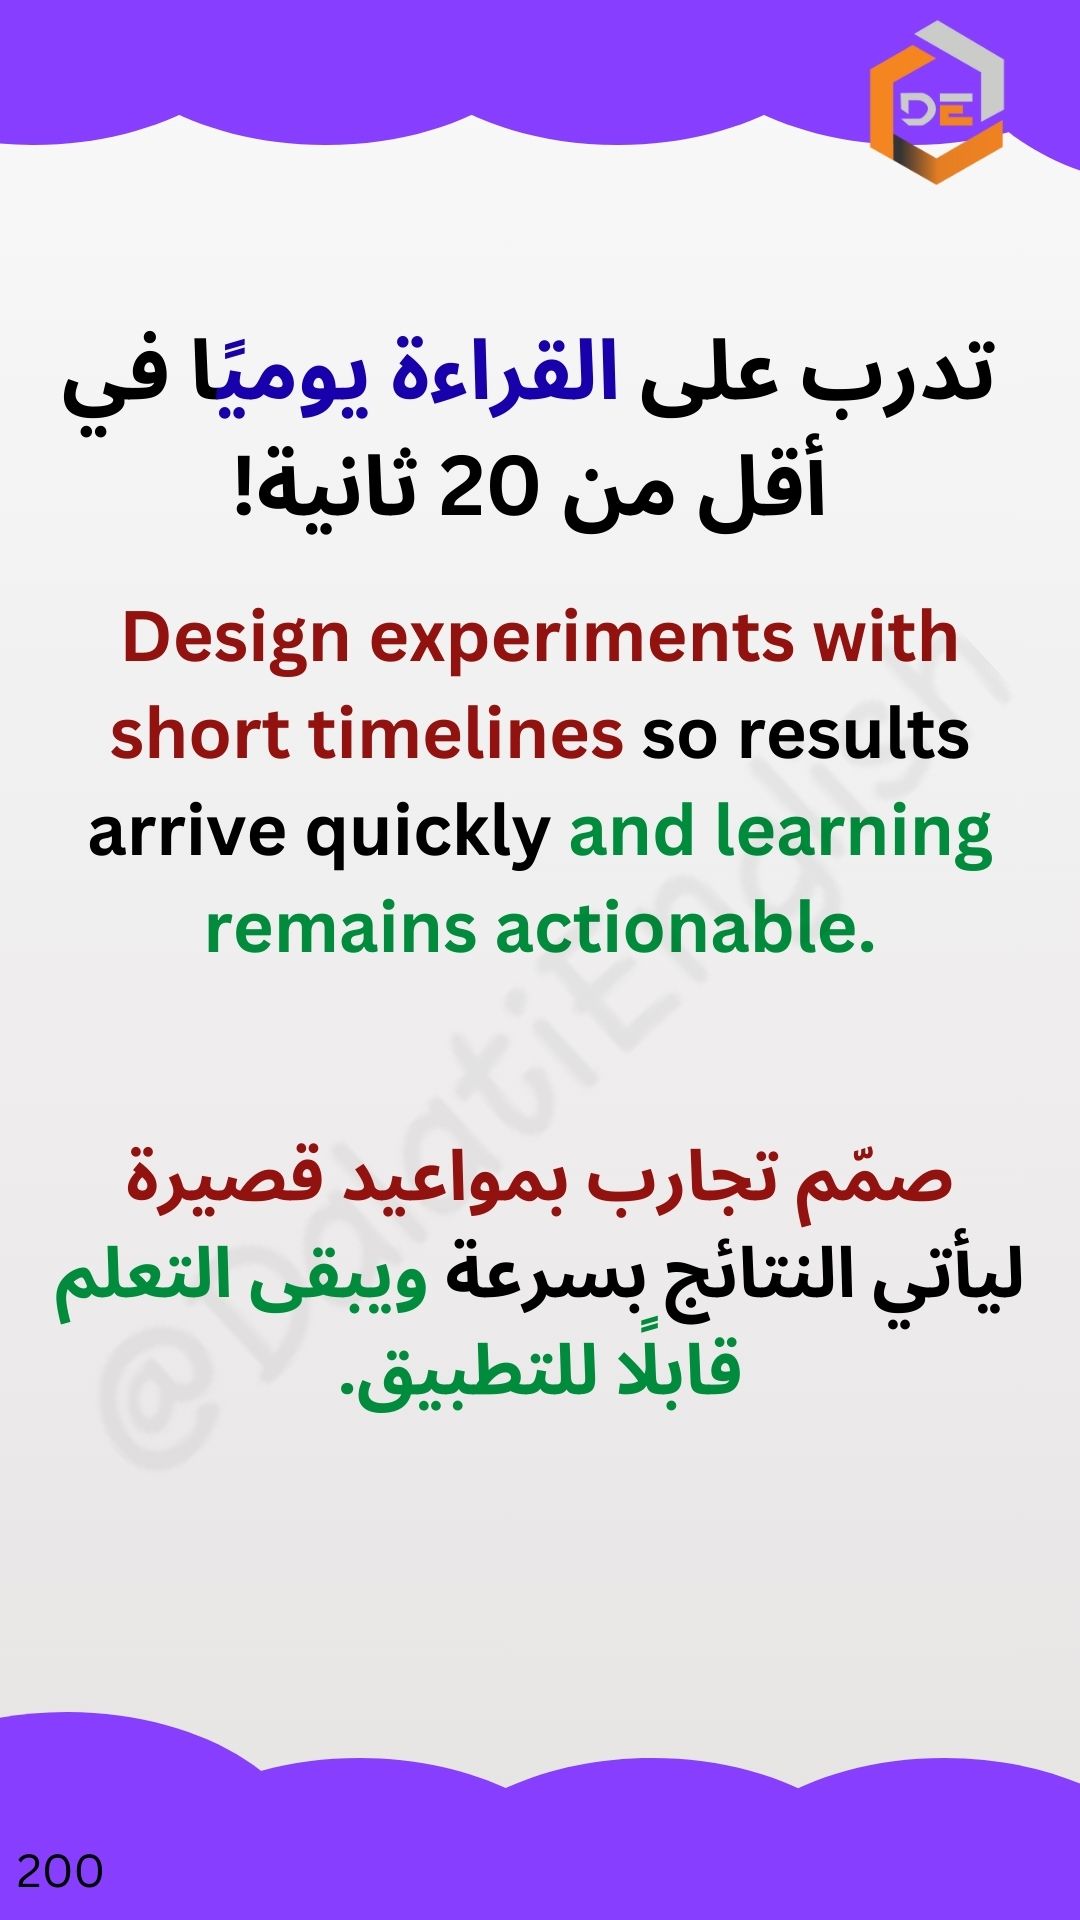 DE
تدرب على القراءة يوميًا في
أقل من 20 ثانية!
Design experiments with
short timelines so results
arrive quickly and learning
remains actionable.
صمّم تجارب بمواعيد قصيرة
ليأتي النتائج بسرعة ويبقى التعلم
قابلًا للتطبيق.
@DalatiEnglish
200